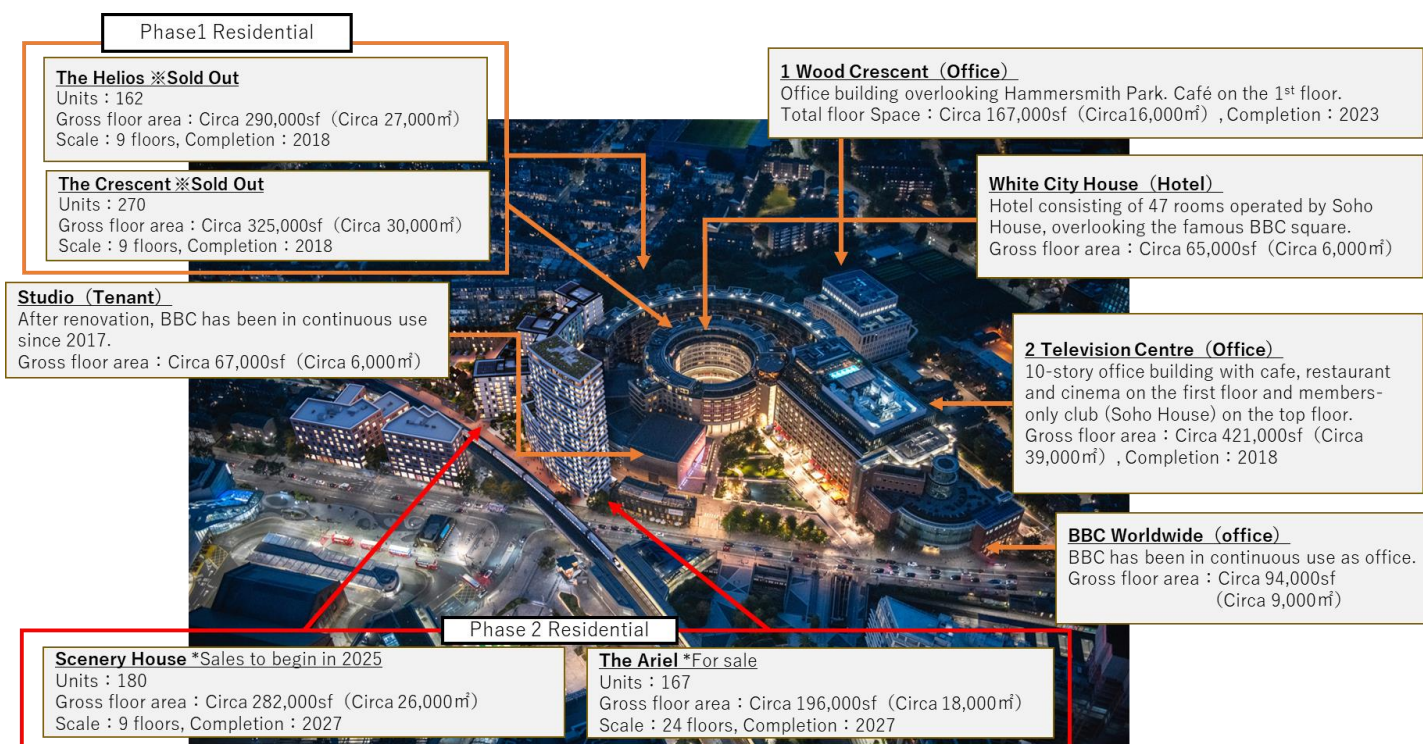 Phase1 Residential
The Helios ※Sold Out
Units：162
Gross floor area：Circa 290,000sf（Circa 27,000㎡）
Scale：9 floors, Completion：2018
The Crescent ※Sold Out
Units：270
Gross floor area：Circa 325,000sf（Circa 30,000㎡）
Scale：9 floors, Completion：2018
Studio（Tenant）
After renovation, BBC has been in continuous use
since 2017.
Gross floor area：Circa 67,000sf（Circa 6,000㎡）
1 Wood Crescent（Office）
Office building overlooking Hammersmith Park. Café on the 1st floor.
Total floor Space：Circa 167,000sf（Circa16,000㎡）, Completion：2023
White City House（Hotel）
Hotel consisting of 47 rooms operated by Soho
House, overlooking the famous BBC square.
Gross floor area：Circa 65,000sf（Circa 6,000㎡）
2 Television Centre（Office）
10-story office building with cafe, restaurant
and cinema on the first floor and members-
only club (Soho House) on the top floor.
Gross floor area：Circa 421,000sf（Circa
39,000㎡）, Completion：2018
BBC Worldwide（office）
BBC has been in continuous use as office.
Gross floor area：Circa 94,000sf
（Circa 9,000㎡）
Phase 2 Residential
Scenery House *Sales to begin in 2025
Units：180
Gross floor area：Circa 282,000sf（Circa 26,000㎡）
Scale：9 floors, Completion：2027
The Ariel *For sale
Units：167
Gross floor area：Circa 196,000sf（Circa 18,000㎡）
Scale：24 floors, Completion：2027